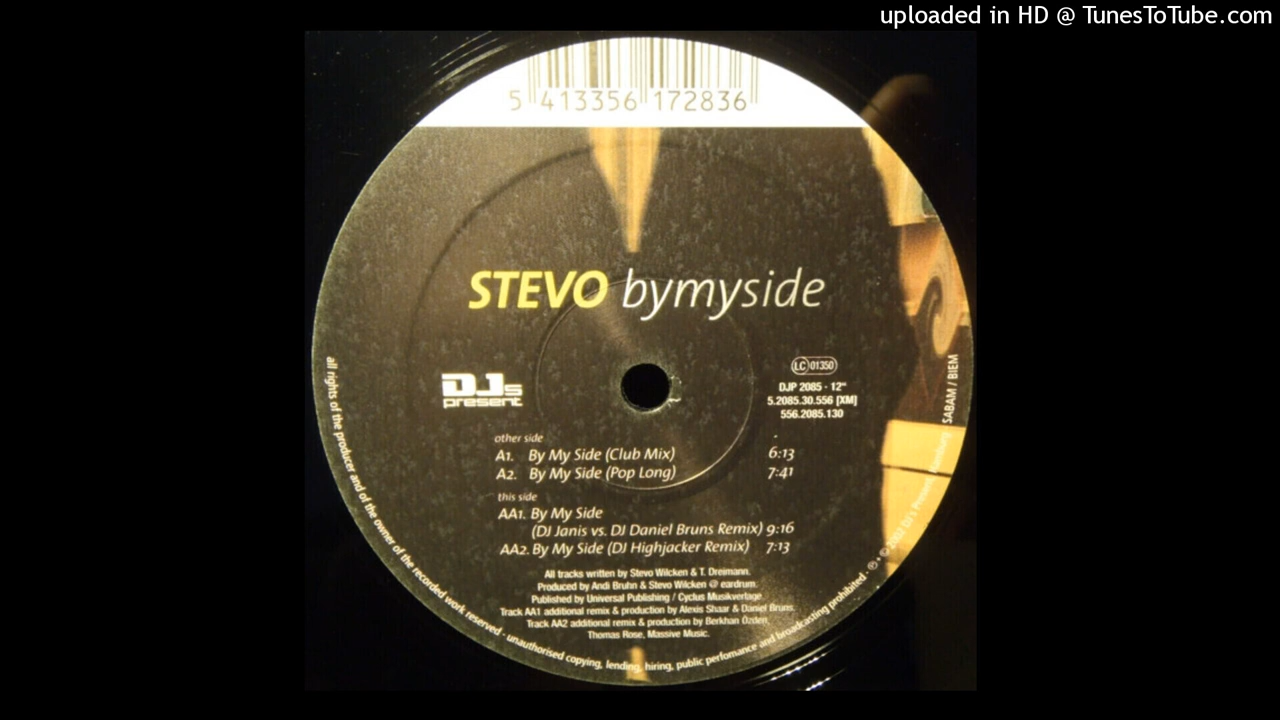 uploaded in HD @ TunesToTube.com
5 413356 172836
STEVO bymyside
LC 01350
DJs
present
DJP 2085 - 12"
5.2085.30.556 [XM]
556.2085.130
other side
A1. By My Side (Club Mix) 6:13
A2. By My Side (Pop Long) 7:41
this side
AA1. By My Side
(DJ Janis vs. DJ Daniel Bruns Remix) 9:16
AA2. By My Side (DJ Highjacker Remix) 7:13
All tracks written by Stevo Wilcken & T. Dreimann.
Produced by Andi Bruhn & Stevo Wilcken @ eardrum.
Published by Universal Publishing / Cyclus Musikverlage.
Track AA1 additional remix & production by Alexis Shaar & Daniel Bruns.
Track AA2 additional remix & production by Berkhan Özden,
Thomas Rose, Massive Music.
all rights of the producer and of the owner of the recorded work reserved - unauthorised copying, lending, hiring, public perfomance and broadcasting prohibited - ℗ + © 2002 DJ's Present, Hamburg - SABAM / BIEM